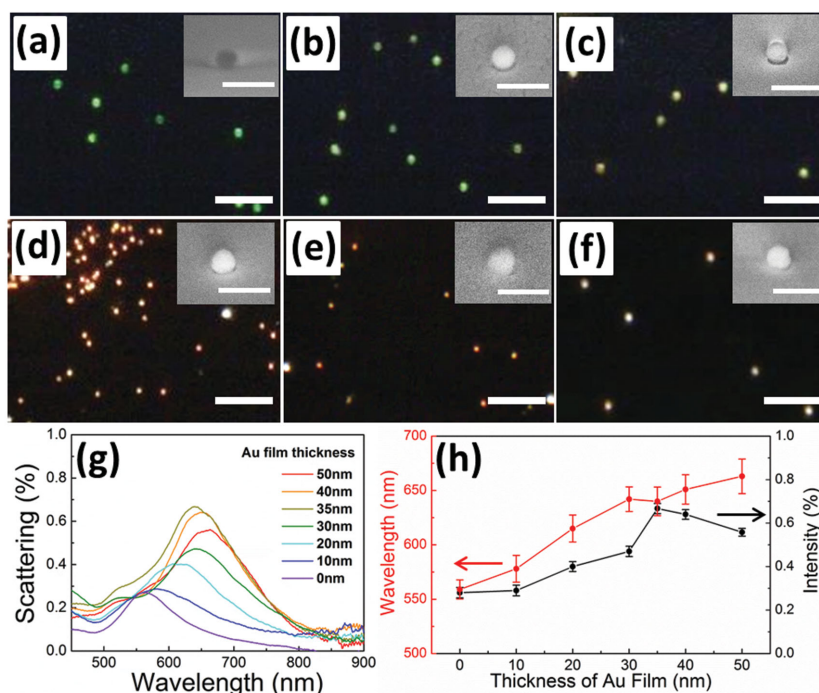 (a)
(b)
(c)
(d)
(e)
(f)
(g)
Au film thickness
50nm
40nm
35nm
30nm
20nm
10nm
0nm
Scattering (%)
1.0
0.8
0.6
0.4
0.2
0.0
500 600 700 800 900
Wavelength (nm)
(h)
Wavelength (nm)
700
650
600
550
500
0 10 20 30 40 50
Thickness of Au Film (nm)
1.0
0.8
0.6
0.4
0.2
0.0
Intensity (%)